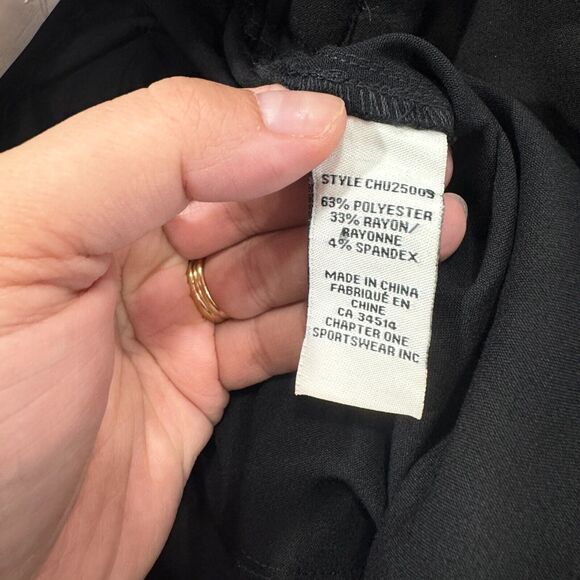 STYLE CHU25009
63% POLYESTER
33% RAYON/
RAYONNE
4% SPANDEX
MADE IN CHINA
FABRIQUÉ EN
CHINE
CA 34514
CHAPTER ONE
SPORTSWEAR INC